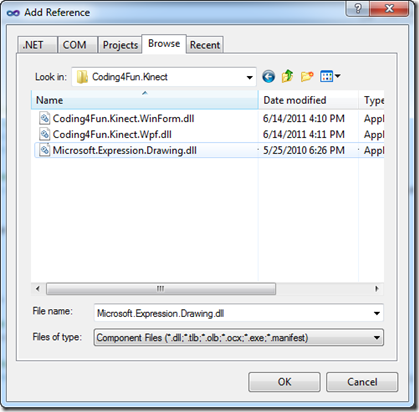 Add Reference
.NET COM Projects Browse Recent
Look in: Coding4Fun.Kinect
Name Date modified Type
Coding4Fun.Kinect.WinForm.dll 6/14/2011 4:10 PM Appl
Coding4Fun.Kinect.Wpf.dll 6/14/2011 4:11 PM Appl
Microsoft.Expression.Drawing.dll 5/25/2010 6:26 PM Appl
File name: Microsoft.Expression.Drawing.dll
Files of type: Component Files (*.dll;*.tlb;*.olb;*.ocx;*.exe;*.manifest)
OK Cancel